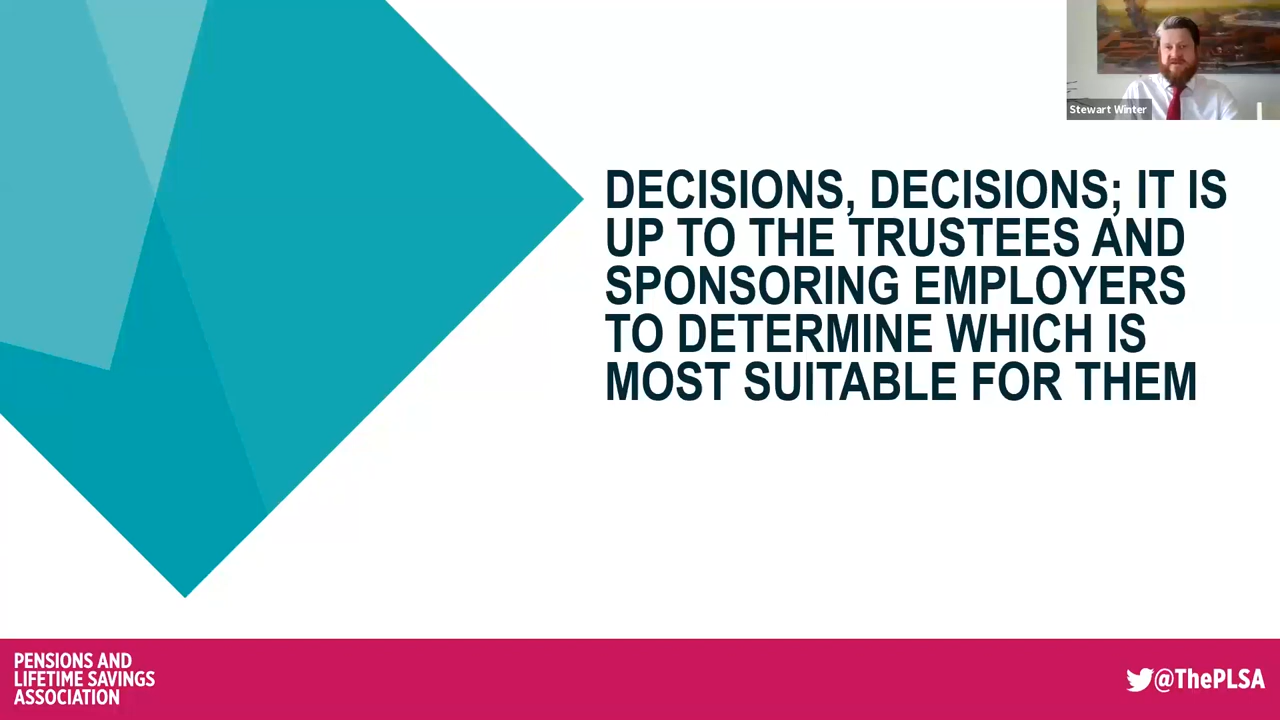 Stewart Winter
DECISIONS, DECISIONS; IT IS
UP TO THE TRUSTEES AND
SPONSORING EMPLOYERS
TO DETERMINE WHICH IS
MOST SUITABLE FOR THEM
PENSIONS AND
LIFETIME SAVINGS
ASSOCIATION
@ThePLSA